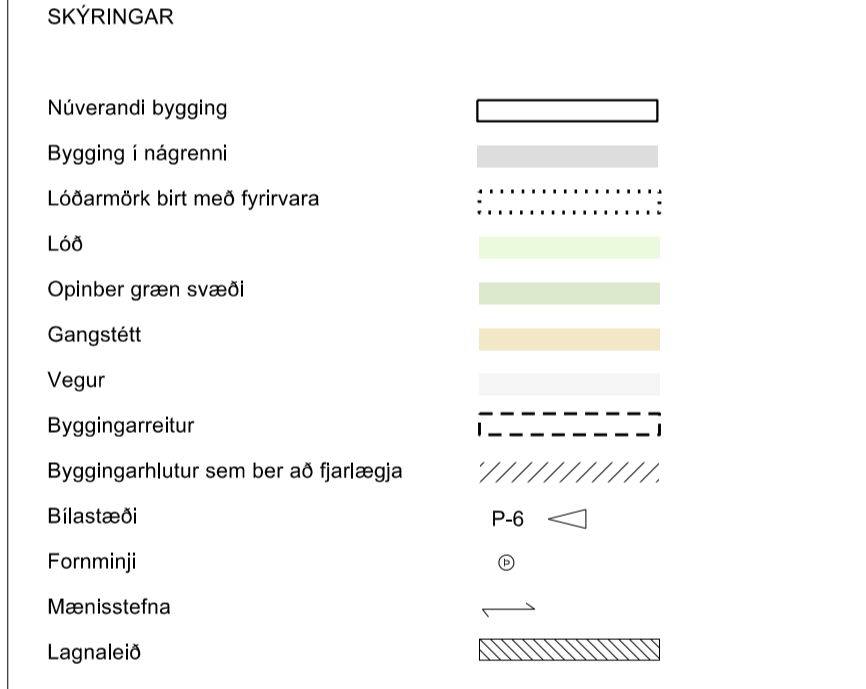 SKÝRINGAR
Núverandi bygging
Bygging í nágrenni
Lóðarmörk birt með fyrirvara
Lóð
Opinber græn svæði
Gangstétt
Vegur
Byggingarreitur
Byggingarhlutur sem ber að fjarlægja
Bílastæði P-6
Fornminji Þ
Mænisstefna
Lagnaleið